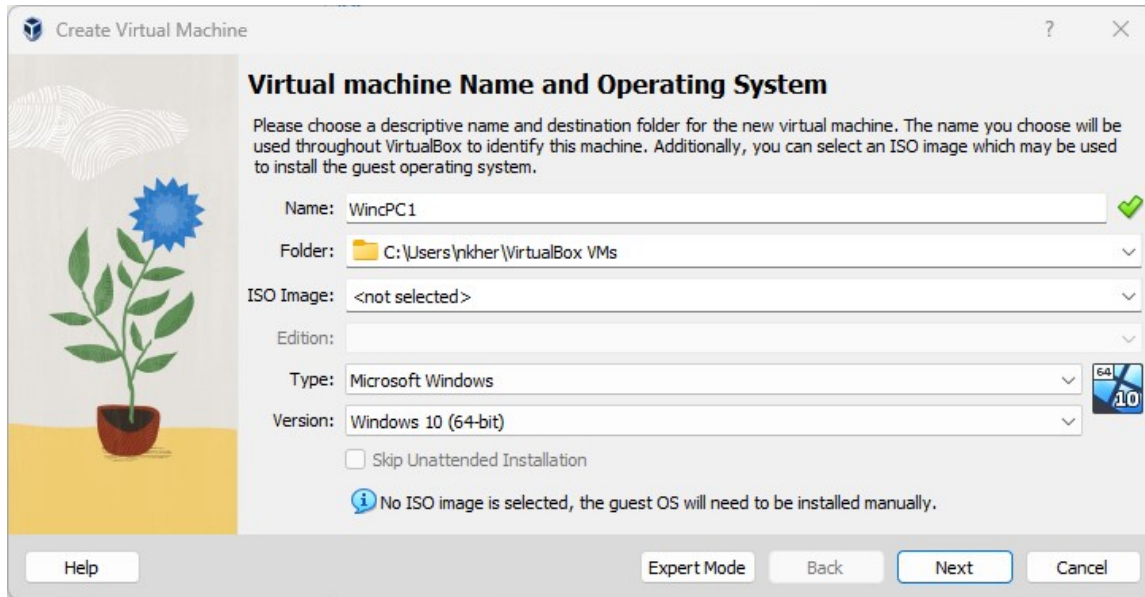 Create Virtual Machine
?
Virtual machine Name and Operating System
Please choose a descriptive name and destination folder for the new virtual machine. The name you choose will be
used throughout VirtualBox to identify this machine. Additionally, you can select an ISO image which may be used
to install the guest operating system.
Name: WincPC1
Folder: C:\Users\nkher\VirtualBox VMs
ISO Image: <not selected>
Edition:
Type: Microsoft Windows
64
Version: Windows 10 (64-bit)
10
Skip Unattended Installation
No ISO image is selected, the guest OS will need to be installed manually.
Help Expert Mode Back Next Cancel